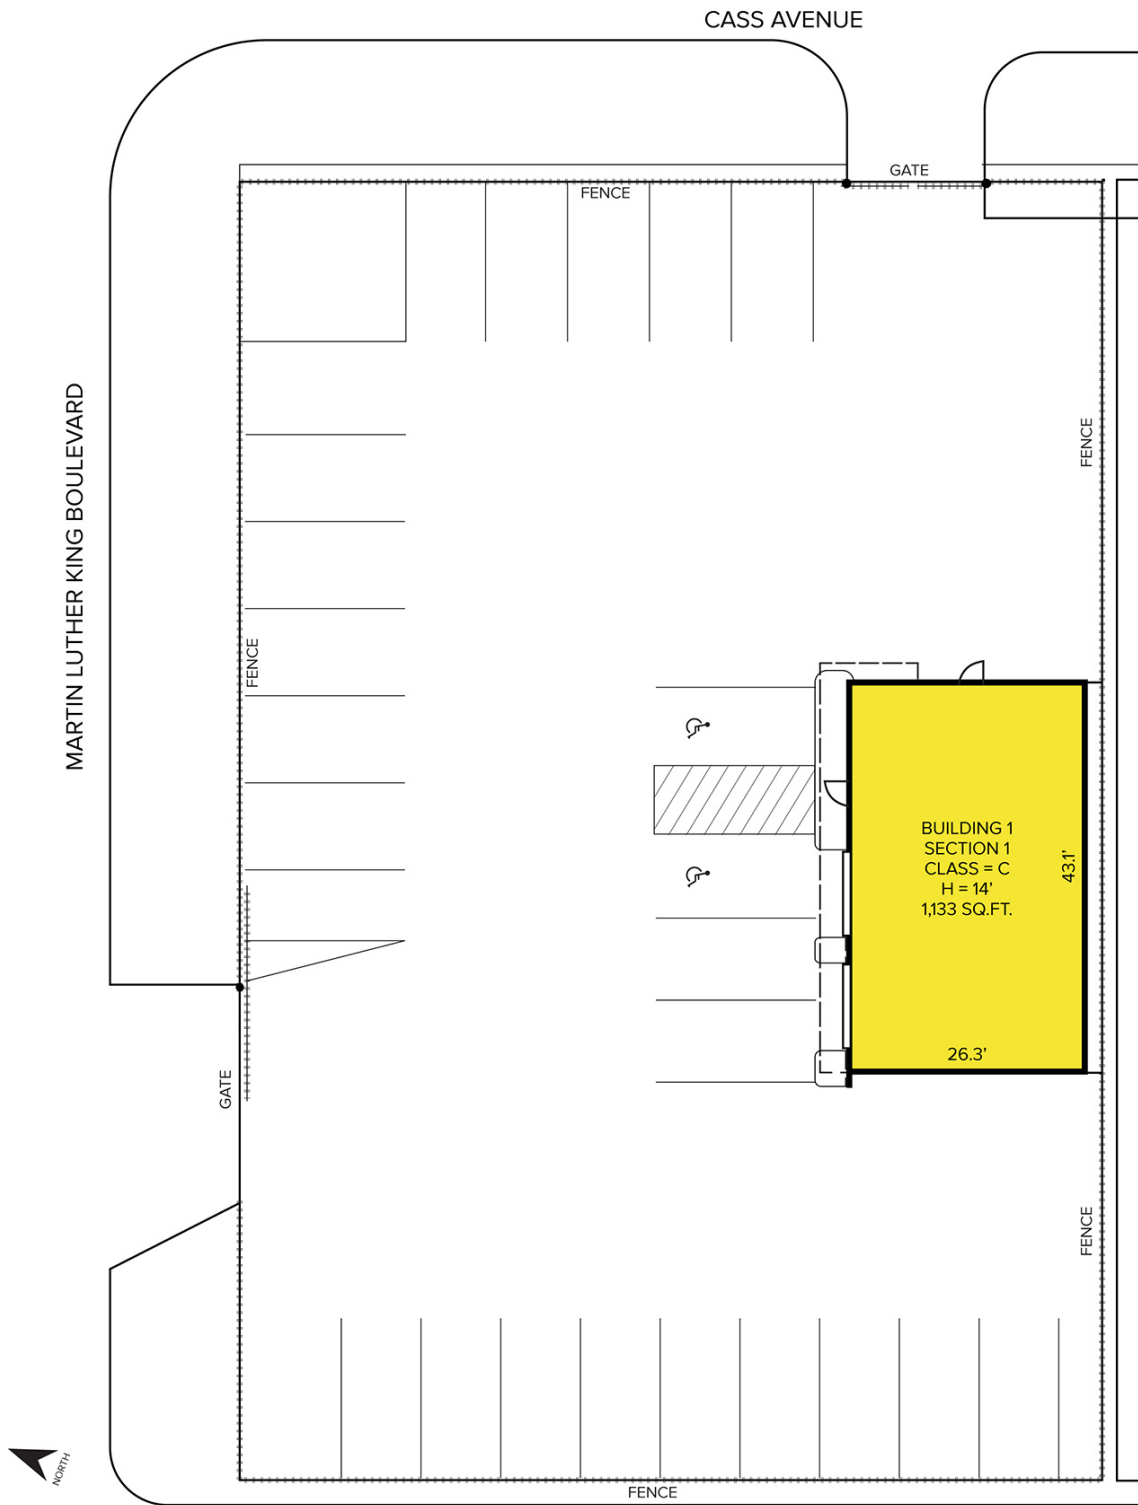 CASS AVENUE
GATE
FENCE
MARTIN LUTHER KING BOULEVARD
FENCE
FENCE
BUILDING 1
SECTION 1
CLASS = C
H = 14'
1,133 SQ.FT.
43.1'
26.3'
GATE
FENCE
NORTH
FENCE